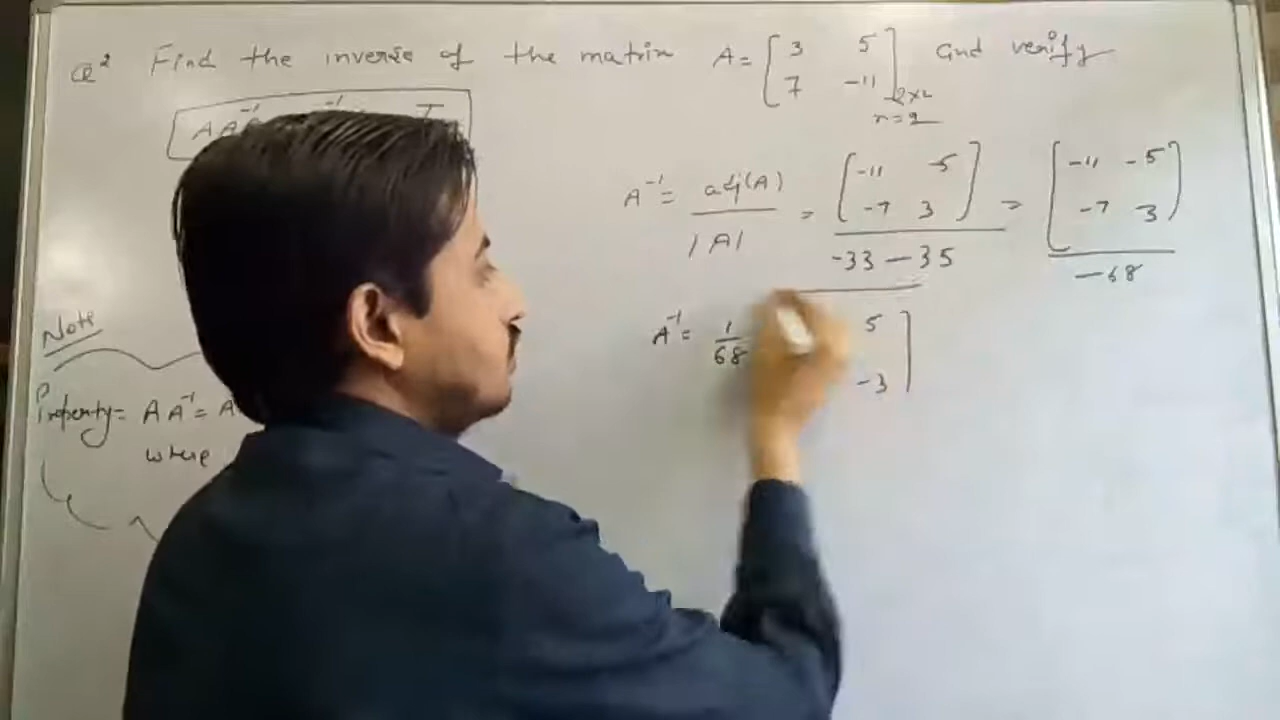 Q2 Find the inverse of the matrix A = [ 3 5 and verify
7 -11 ] 2×2
n = 2
A A -1 I
A⁻¹ = adj(A) / |A| = [ -11 -5 / -7 3 ] / -33 - 35 = [ -11 -5 / -7 3 ] / -68
Note
A⁻¹ = 1/68 5 ]
-3
Property = A A⁻¹ = A
where